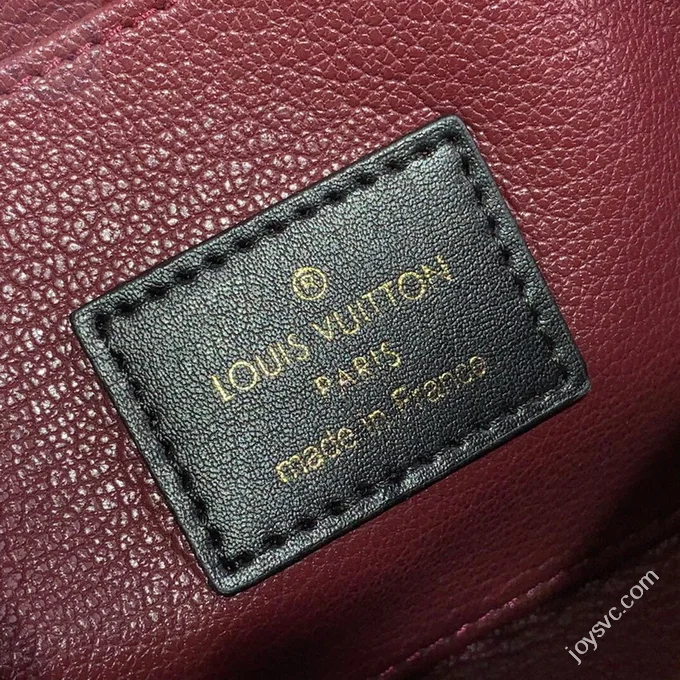 ®
LOUIS VUITTON
PARIS
made in France
joysvc.com